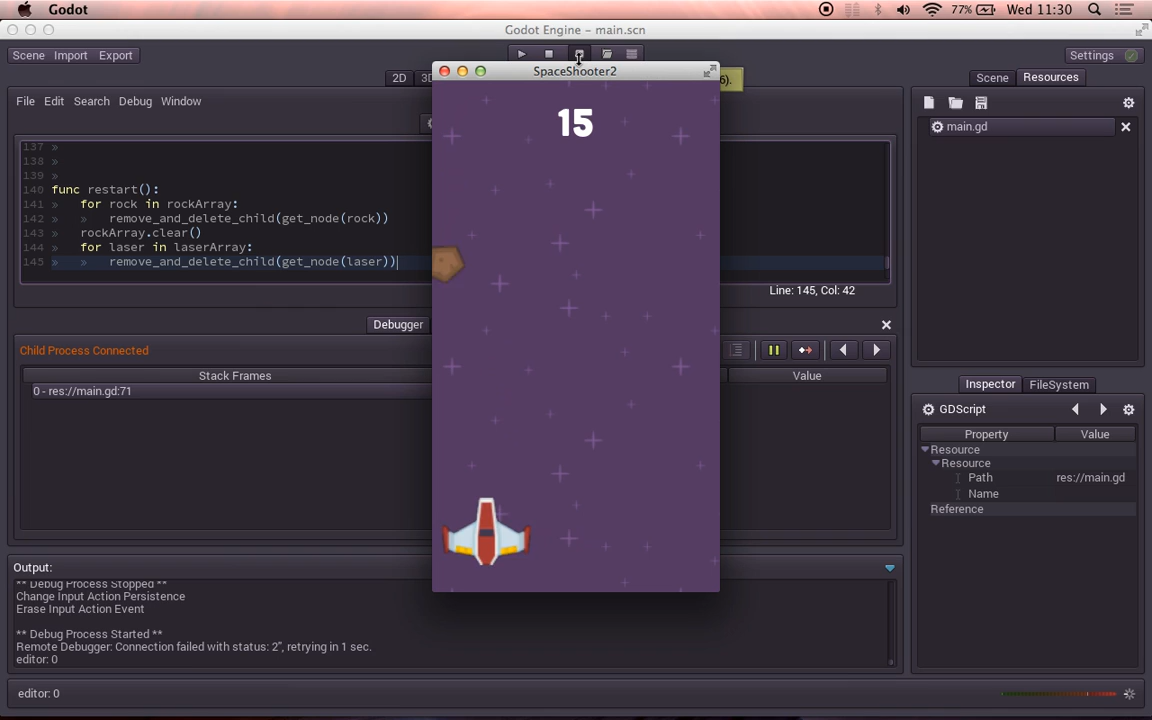 Godot
77%
Wed 11:30
Godot Engine - main.scn
Scene Import Export
Settings
2D
SpaceShooter2
6).
Scene
Resources
File Edit Search Debug Window
main.gd
15
137 »
138 »
139 »
140 func restart():
141 » for rock in rockArray:
142 » » remove_and_delete_child(get_node(rock))
143 » rockArray.clear()
144 » for laser in laserArray:
145 » » remove_and_delete_child(get_node(laser))
Line: 145, Col: 42
Debugger
Child Process Connected
Stack Frames
Value
0 - res://main.gd:71
Inspector
FileSystem
GDScript
Property
Value
Resource
Resource
Path
res://main.gd
Name
Reference
Output:
** Debug Process Stopped **
Change Input Action Persistence
Erase Input Action Event
** Debug Process Started **
Remote Debugger: Connection failed with status: 2", retrying in 1 sec.
editor: 0
editor: 0